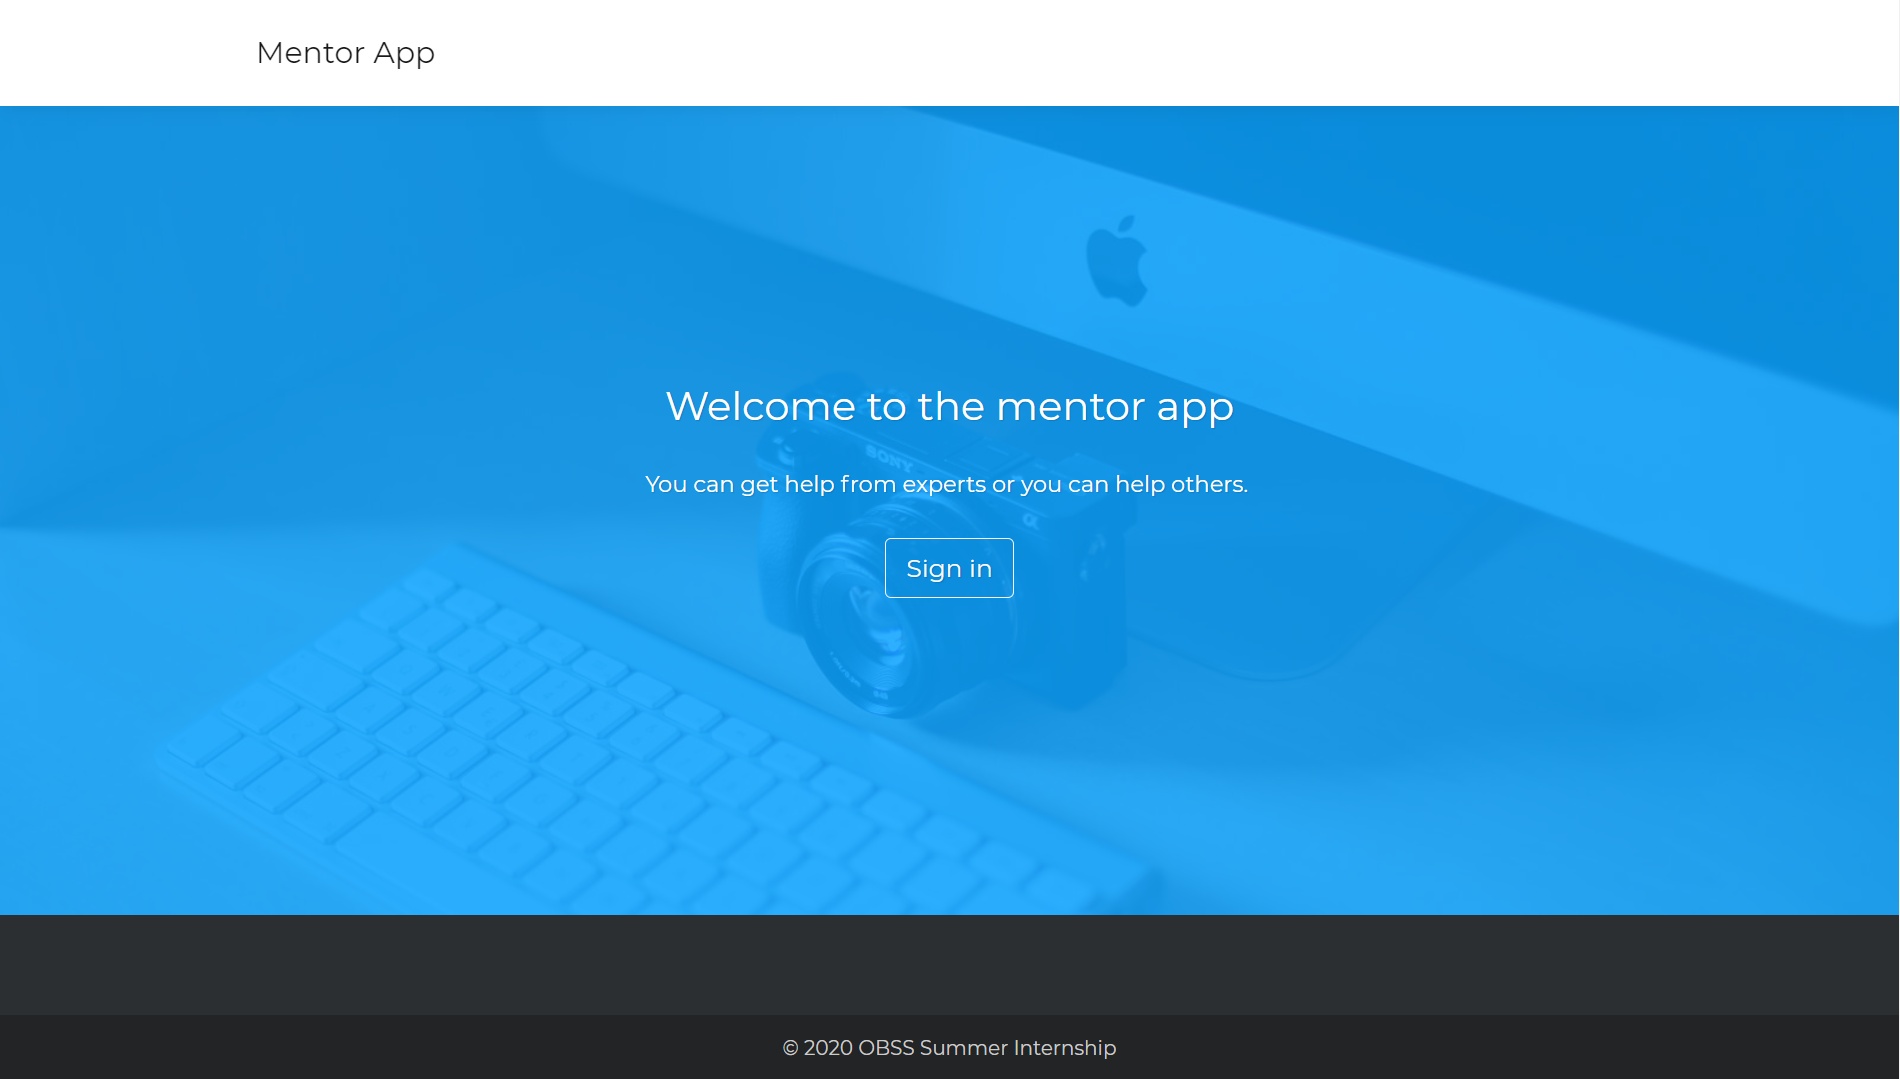 Mentor App
Welcome to the mentor app
SONY
You can get help from experts or you can help others.
α
Sign in
© 2020 OBSS Summer Internship